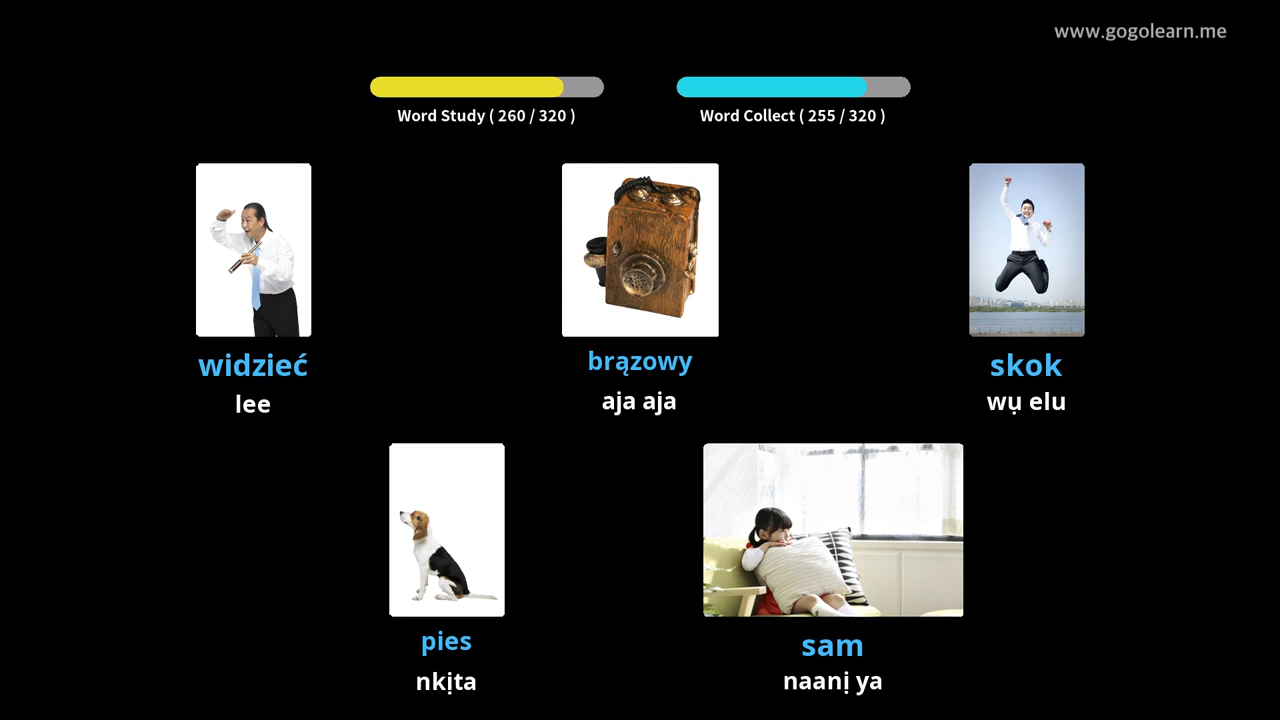 www.gogolearn.me
Word Study ( 260 / 320 )
Word Collect ( 255 / 320 )
widzieć
lee
brązowy
aja aja
skok
wụ elu
pies
nkịta
sam
naanị ya